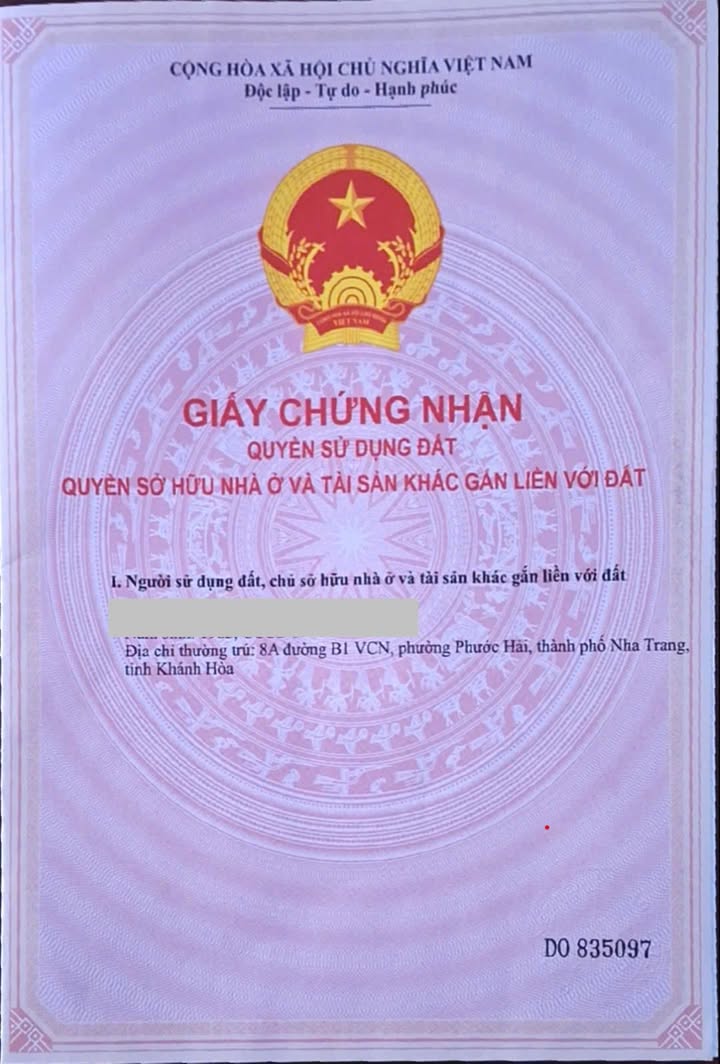 CỘNG HÒA XÃ HỘI CHỦ NGHĨA VIỆT NAM
Độc lập - Tự do - Hạnh phúc
VIỆT NAM
GIẤY CHỨNG NHẬN
QUYỀN SỬ DỤNG ĐẤT
QUYỀN SỞ HỮU NHÀ Ở VÀ TÀI SẢN KHÁC GẮN LIỀN VỚI ĐẤT
I. Người sử dụng đất, chủ sở hữu nhà ở và tài sản khác gắn liền với đất
Địa chỉ thường trú: 8A đường B1 VCN, phường Phước Hải, thành phố Nha Trang,
tỉnh Khánh Hòa
DO 835097